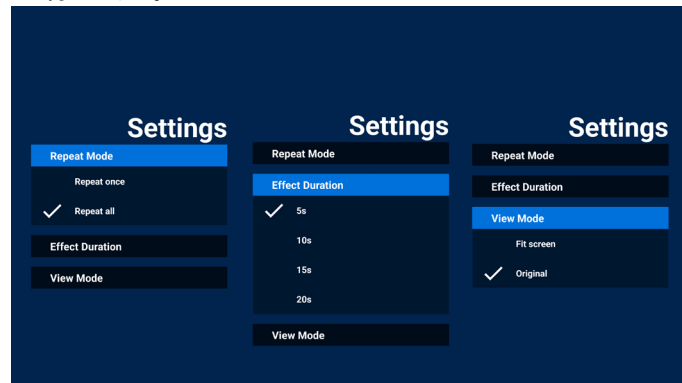 Settings
Repeat Mode
Repeat once
Repeat all
Effect Duration
View Mode
Settings
Repeat Mode
Effect Duration
5s
10s
15s
20s
View Mode
Settings
Repeat Mode
Effect Duration
View Mode
Fit screen
Original